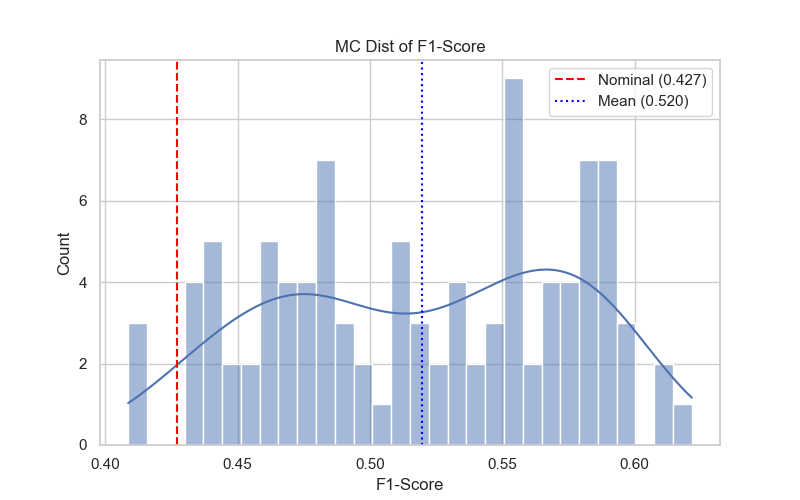 MC Dist of F1-Score
Nominal (0.427)
Mean (0.520)
Count
8
6
4
2
0
0.40 0.45 0.50 0.55 0.60
F1-Score